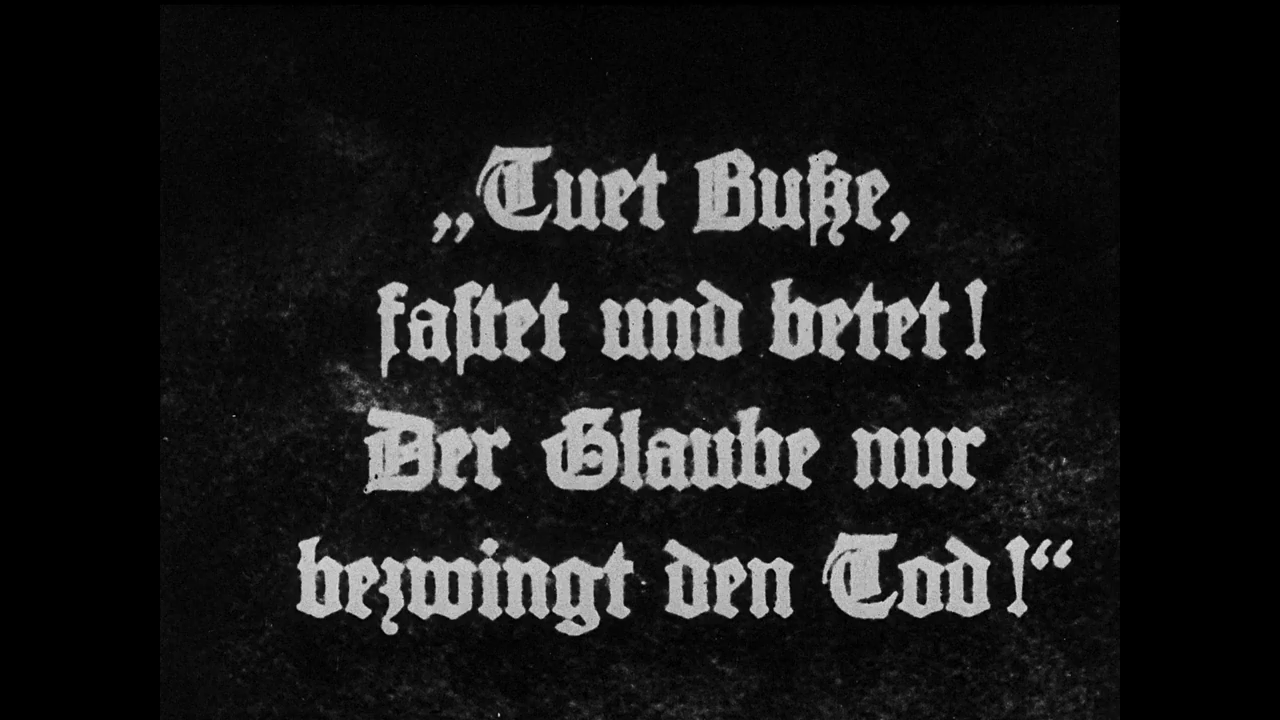 „Tuet Buße,
faſtet und betet!
Der Glaube nur
bezwingt den Tod!“